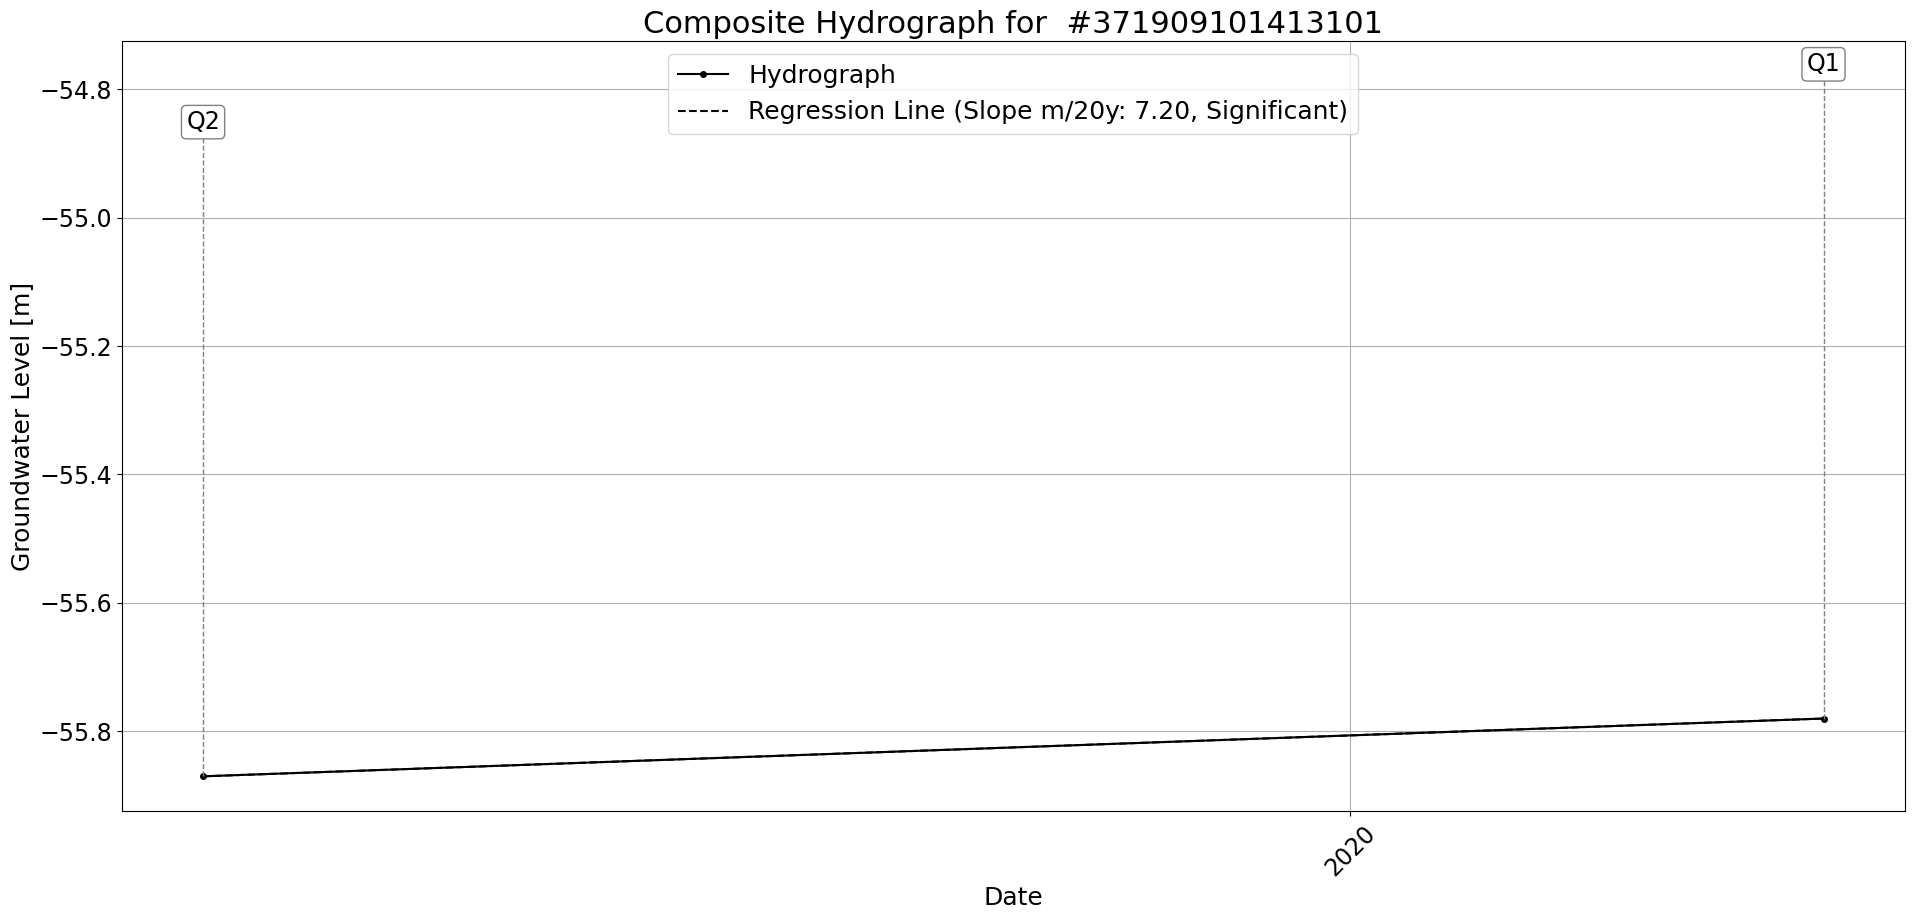 Composite Hydrograph for  #371909101413101
Hydrograph
Regression Line (Slope m/20y: 7.20, Significant)
Q2
Q1
Groundwater Level [m]
−54.8
−55.0
−55.2
−55.4
−55.6
−55.8
2020
Date